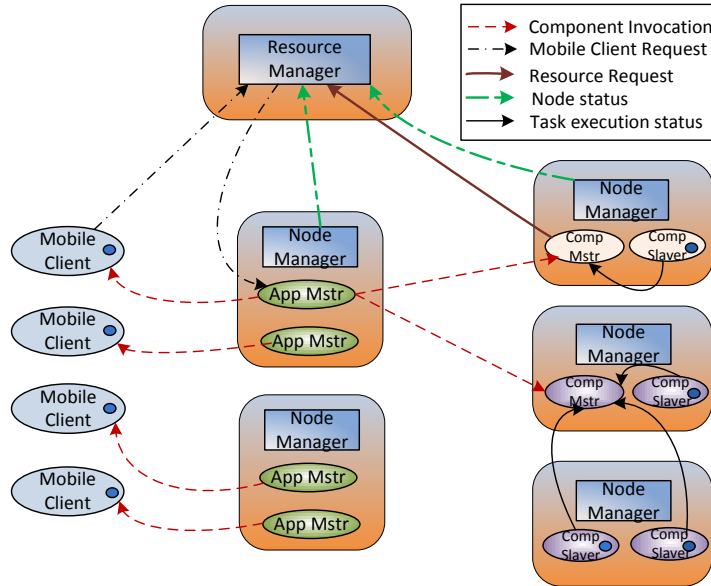 Resource
Manager
Component Invocation
Mobile Client Request
Resource Request
Node status
Task execution status
Mobile
Client
Mobile
Client
Mobile
Client
Mobile
Client
Node
Manager
App Mstr
App Mstr
Node
Manager
App Mstr
App Mstr
Node
Manager
Comp
Mstr
Comp
Slaver
Node
Manager
Comp
Mstr
Comp
Slaver
Node
Manager
Comp
Slaver
Comp
Slaver